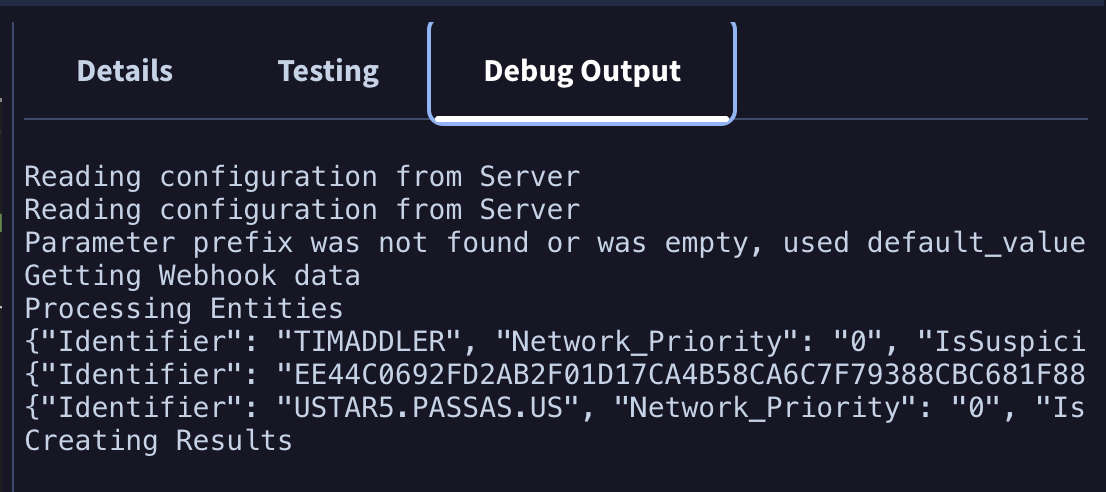 Details Testing Debug Output
Reading configuration from Server
Reading configuration from Server
Parameter prefix was not found or was empty, used default_value
Getting Webhook data
Processing Entities
{"Identifier": "TIMADDLER", "Network_Priority": "0", "IsSuspici
{"Identifier": "EE44C0692FD2AB2F01D17CA4B58CA6C7F79388CBC681F88
{"Identifier": "USTAR5.PASSAS.US", "Network_Priority": "0", "Is
Creating Results